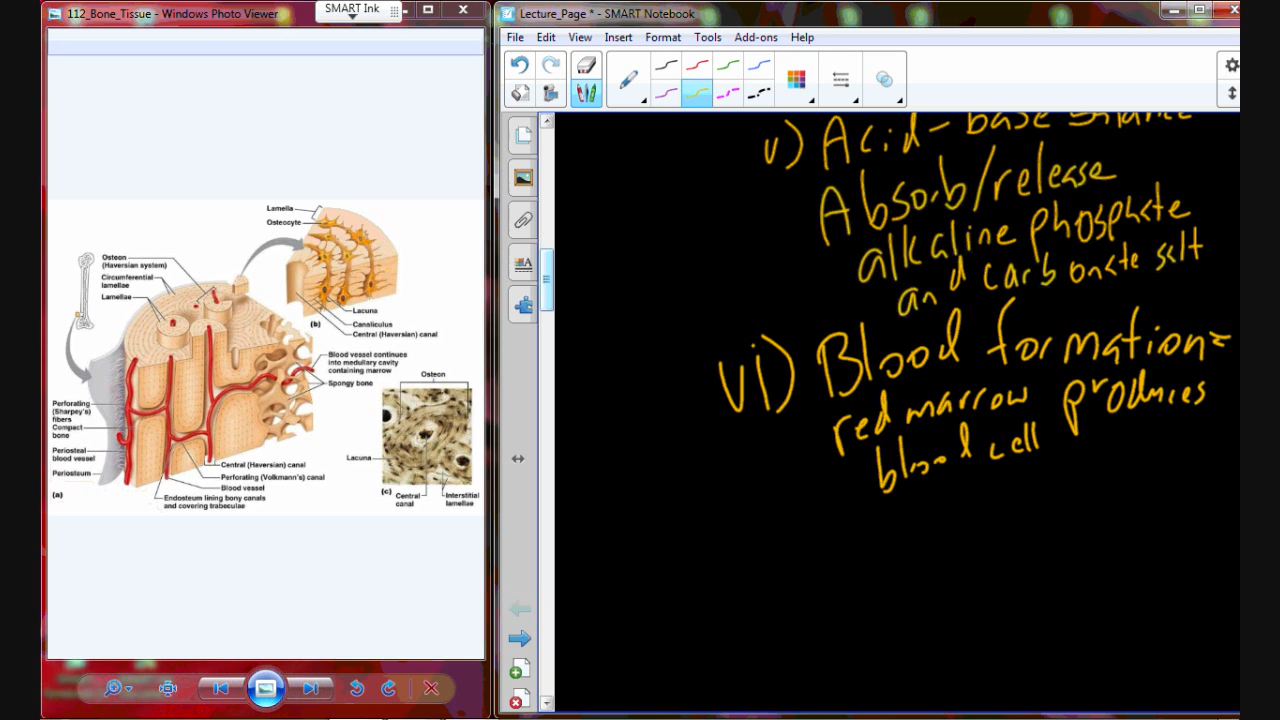 112_Bone_Tissue - Windows Photo Viewer
SMART Ink
Lamella
Osteocyte
Osteon
(Haversian system)
Circumferential
lamellae
Lamellae
Lacuna
Canaliculus
Central (Haversian) canal
(b)
Blood vessel continues
into medullary cavity
containing marrow
Spongy bone
Osteon
Perforating
(Sharpey's)
fibers
Compact
bone
Periosteal
blood vessel
Periosteum
(a)
Central (Haversian) canal
Perforating (Volkmann's) canal
Blood vessel
Endosteum lining bony canals
and covering trabeculae
Lacuna
(c)
Central
canal
Interstitial
lamellae
Lecture_Page * - SMART Notebook
File Edit View Insert Format Tools Add-ons Help
v) Acid - base balance
Absorb/release
alkaline phosphate
and carbonate salt
vi) Blood formation=
red marrow produces
blood cell